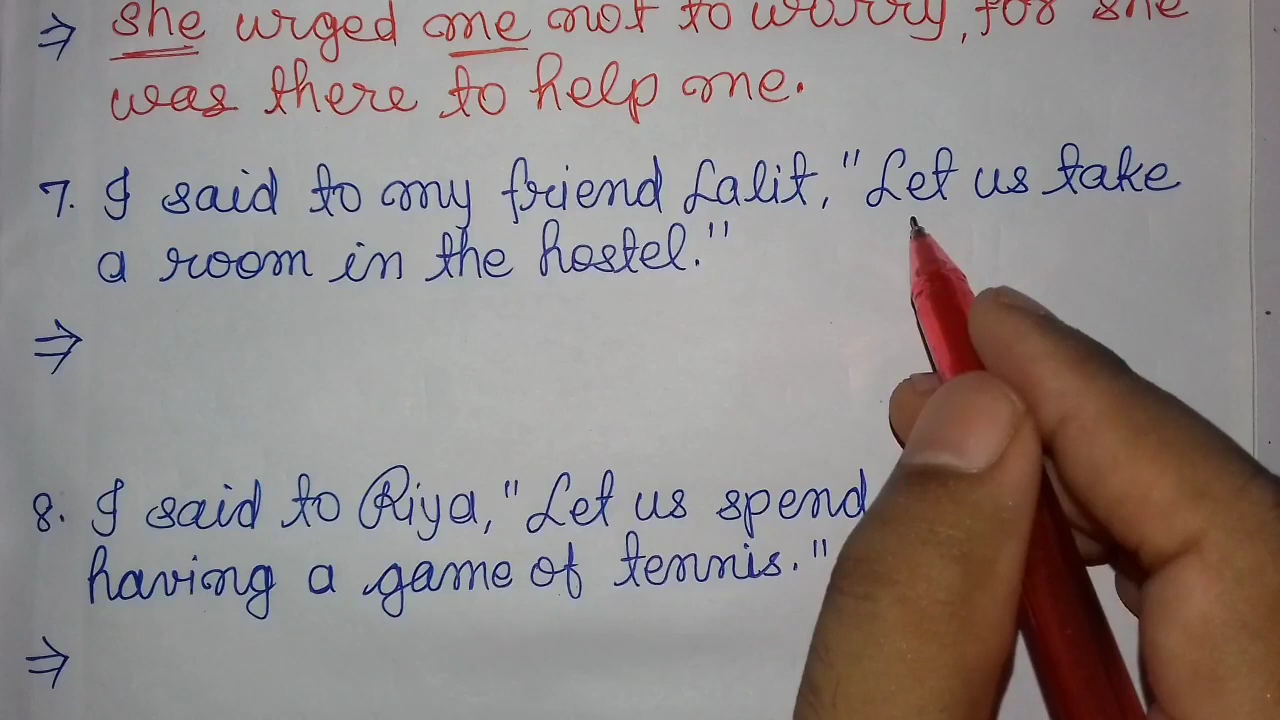 ⇒ she urged me not to worry, for she
was there to help me.
7. I said to my friend Lalit, "Let us take
a room in the hostel."
⇒
8. I said to Riya, "Let us spend
having a game of tennis."
⇒